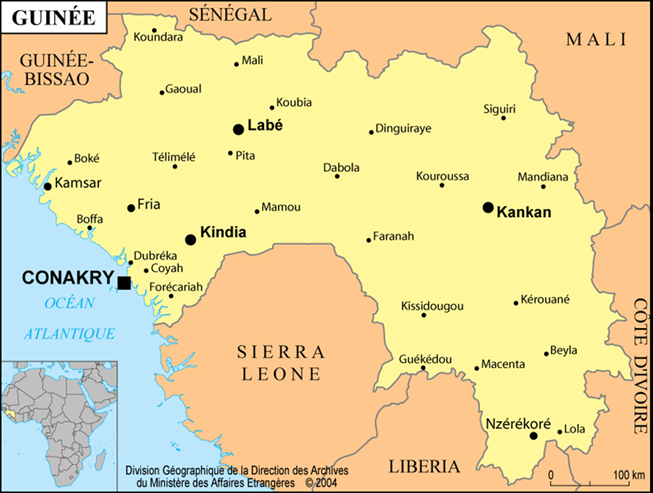 GUINÉE
SÉNÉGAL
MALI
GUINÉE-
BISSAO
Koundara
Mali
Gaoual
Koubia
Siguiri
Labé
Dinguiraye
Boké
Télimélé
Pita
Dabola
Kouroussa
Mandiana
Kamsar
Fria
Mamou
Kankan
Boffa
Kindia
Faranah
Dubréka
Coyah
CONAKRY
Forécariah
OCÉAN
ATLANTIQUE
Kissidougou
Kérouané
CÔTE D'IVOIRE
SIERRA
LEONE
Guékédou
Macenta
Beyla
Nzérékoré
Lola
LIBERIA
Division Géographique de la Direction des Archives
du Ministère des Affaires Etrangères © 2004
0 100 km